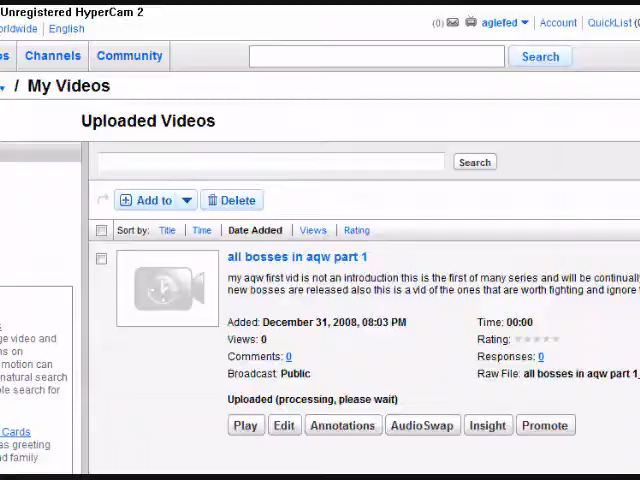 Unregistered HyperCam 2
orldwide | English
(0) aglefed Account QuickList (
os Channels Community Search
/ My Videos
Uploaded Videos
Search
Add to Delete
Sort by: Title Time Date Added Views Rating
all bosses in aqw part 1
my aqw first vid is not an introduction this is the first of many series and will be continuall
new bosses are released also this is a vid of the ones that are worth fighting and ignore
Added: December 31, 2008, 08:03 PM Time: 00:00
Views: 0 Rating:
Comments: 0 Responses: 0
Broadcast: Public Raw File: all bosses in aqw part 1_
Uploaded (processing, please wait)
Play Edit Annotations AudioSwap Insight Promote
ge video and
s on
motion can
natural search
le search for
Cards
as greeting
nd family